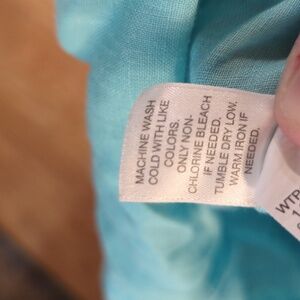 MACHINE WASH
COLD WITH LIKE
COLORS.
ONLY NON-
CHLORINE BLEACH
IF NEEDED.
TUMBLE DRY LOW.
WARM IRON IF
NEEDED.
WTP